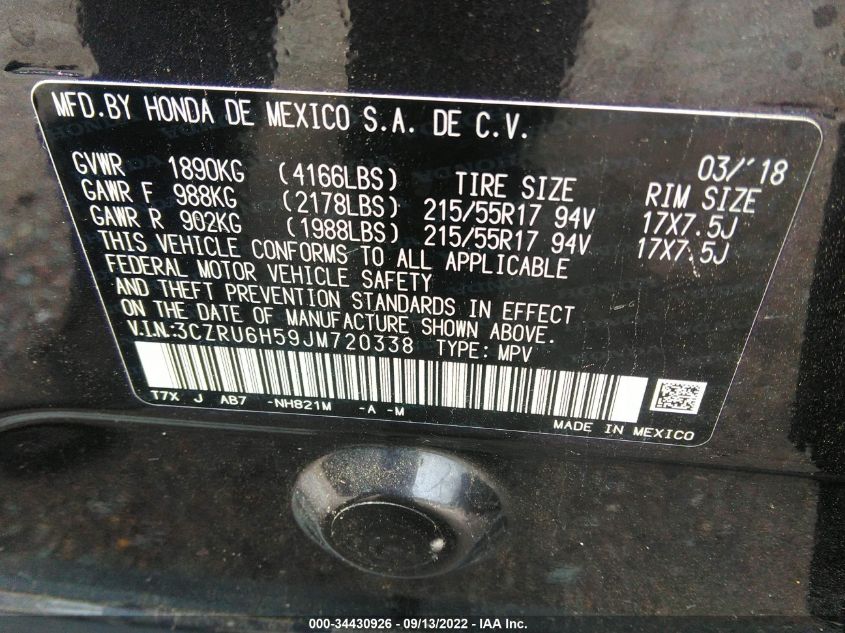 MFD.BY HONDA DE MEXICO S.A. DE C.V.
03/'18
GVWR 1890KG (4166LBS) TIRE SIZE RIM SIZE
GAWR F 988KG (2178LBS) 215/55R17 94V 17X7.5J
GAWR R 902KG (1988LBS) 215/55R17 94V 17X7.5J
THIS VEHICLE CONFORMS TO ALL APPLICABLE
FEDERAL MOTOR VEHICLE SAFETY
AND THEFT PREVENTION STANDARDS IN EFFECT
ON THE DATE OF MANUFACTURE SHOWN ABOVE.
V.I.N.:3CZRU6H59JM720338 TYPE: MPV
T7X J AB7 -NH821M -A -M
MADE IN MEXICO
000-34430926 / 09/13/2022 - IAA Inc.